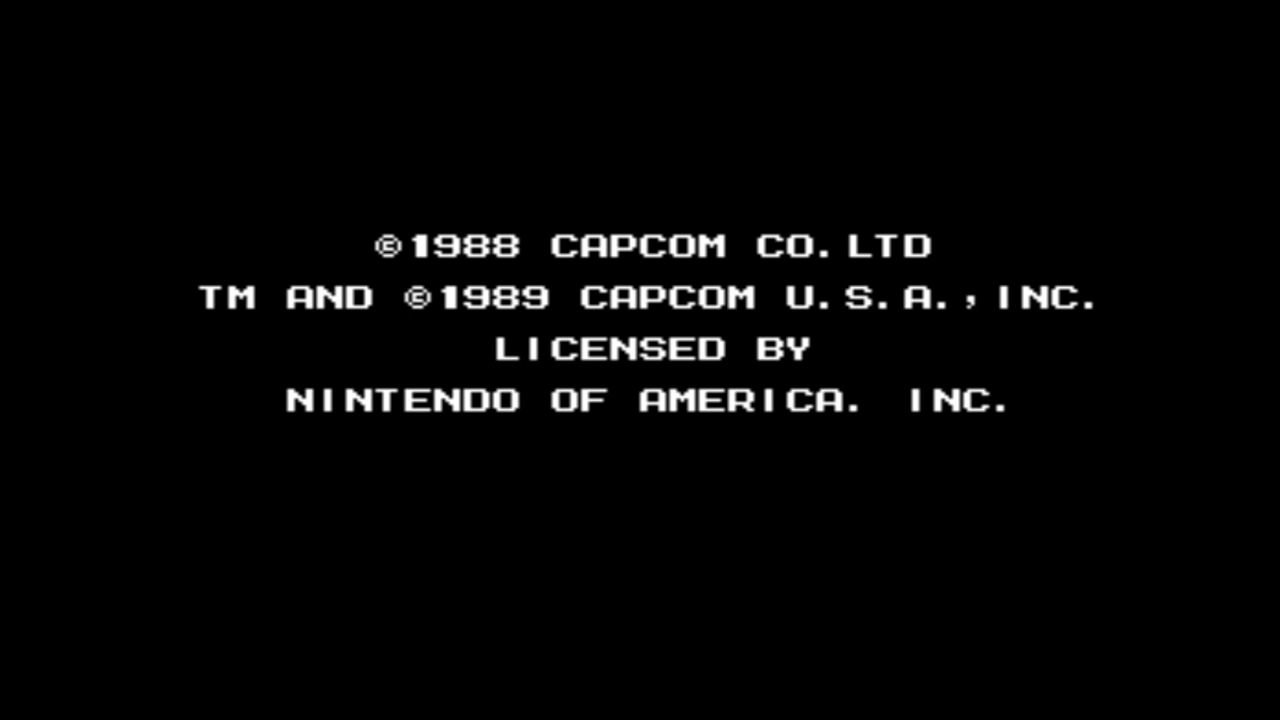 ©1988 CAPCOM CO.LTD
TM AND ©1989 CAPCOM U.S.A.,INC.
LICENSED BY
NINTENDO OF AMERICA. INC.